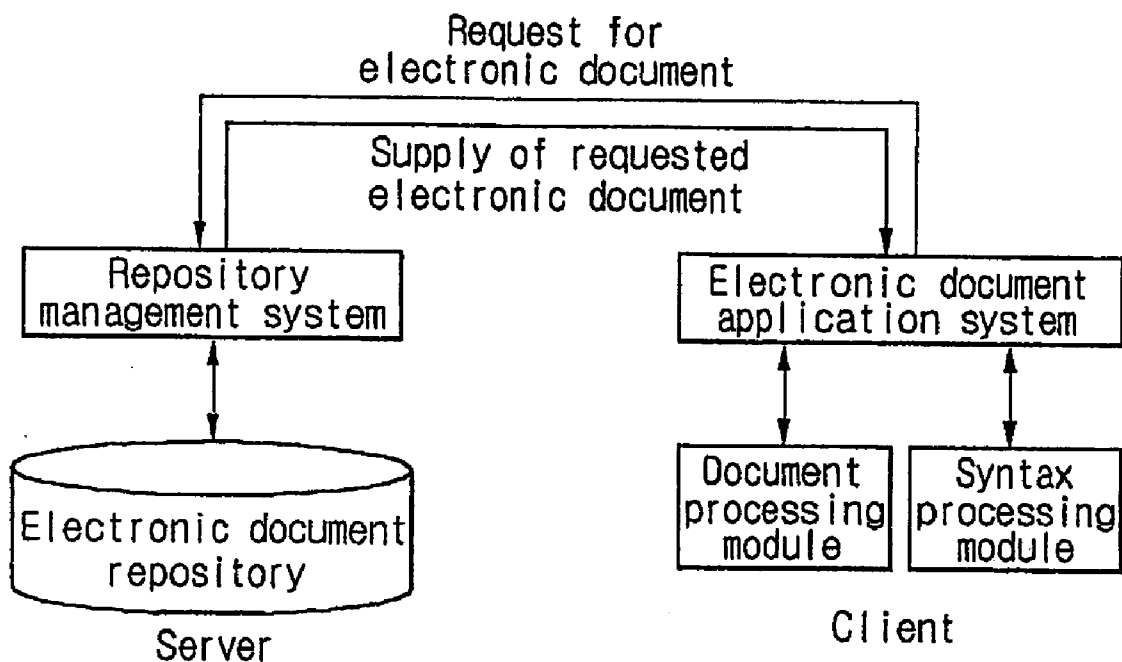 Request for
electronic document
Supply of requested
electronic document
Repository
management system
Electronic document
application system
Electronic document
repository
Document
processing
module
Syntax
processing
module
Server
Client